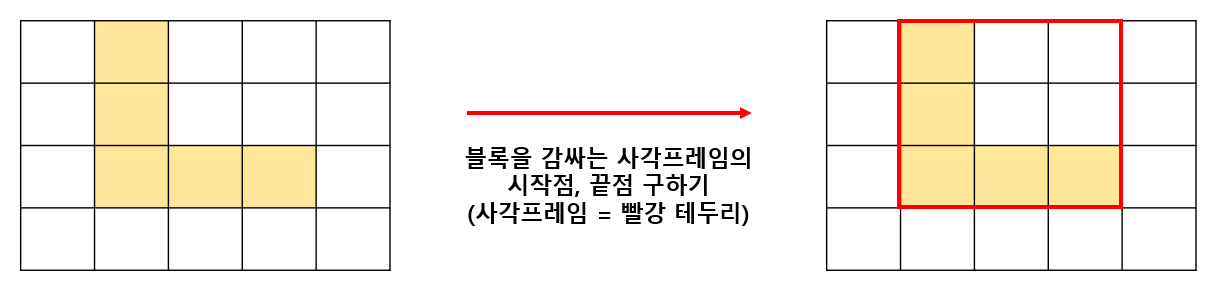 블록을 감싸는 사각프레임의
시작점, 끝점 구하기
(사각프레임 = 빨강 테두리)